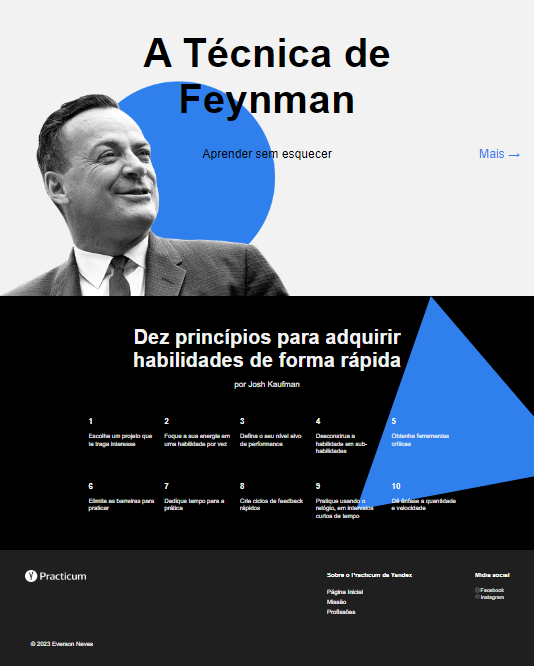 A Técnica de
Feynman
Aprender sem esquecer
Mais →
Dez princípios para adquirir
habilidades de forma rápida
por Josh Kaufman
1
Escolha um projeto que
te traga interesse
2
Foque a sua energia em
uma habilidade por vez
3
Defina o seu nível alvo
de performance
4
Desconstrua a
habilidade em sub-
habilidades
5
Obtenha ferramentas
críticas
6
Elimite as barreiras para
praticar
7
Dedique tempo para a
prática
8
Crie ciclos de feedback
rápidos
9
Pratique usando o
relógio, em intervalos
curtos de tempo
10
Dê ênfase a quantidade
e velocidade
Practicum
Sobre o Practicum da Yandex
Página Inicial
Missão
Profissões
Mídia social
Facebook
Instagram
© 2023 Everson Neves